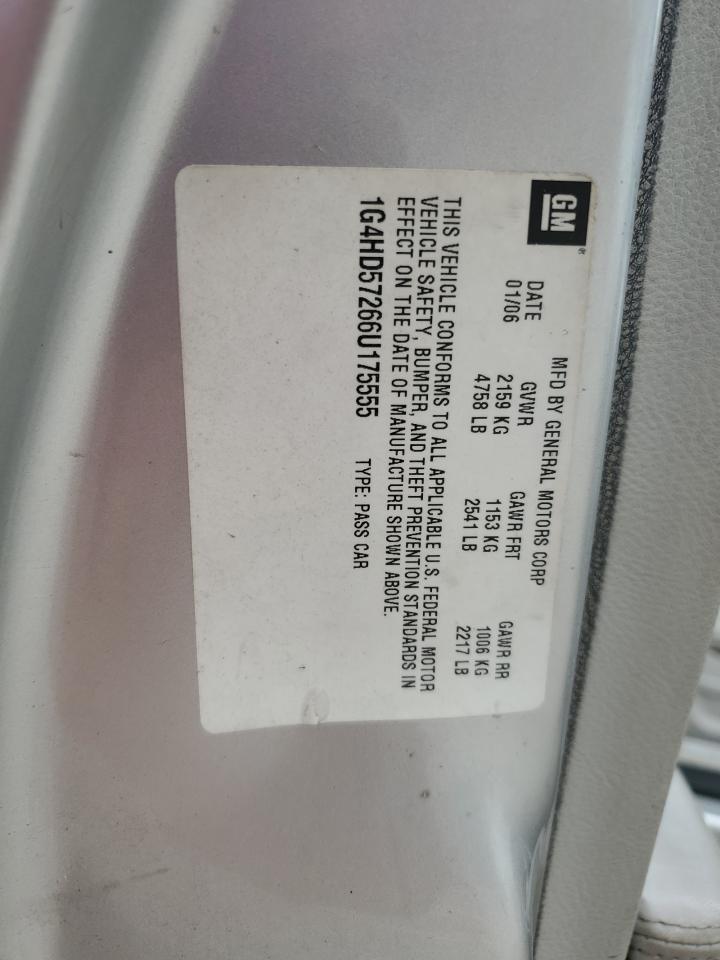 GM®
MFD BY GENERAL MOTORS CORP
DATE GVWR GAWR FRT GAWR RR
01/06 2159 KG 1153 KG 1006 KG
4758 LB 2541 LB 2217 LB
THIS VEHICLE CONFORMS TO ALL APPLICABLE U.S. FEDERAL MOTOR
VEHICLE SAFETY, BUMPER, AND THEFT PREVENTION STANDARDS IN
EFFECT ON THE DATE OF MANUFACTURE SHOWN ABOVE.
1G4HD57266U175555 TYPE: PASS CAR